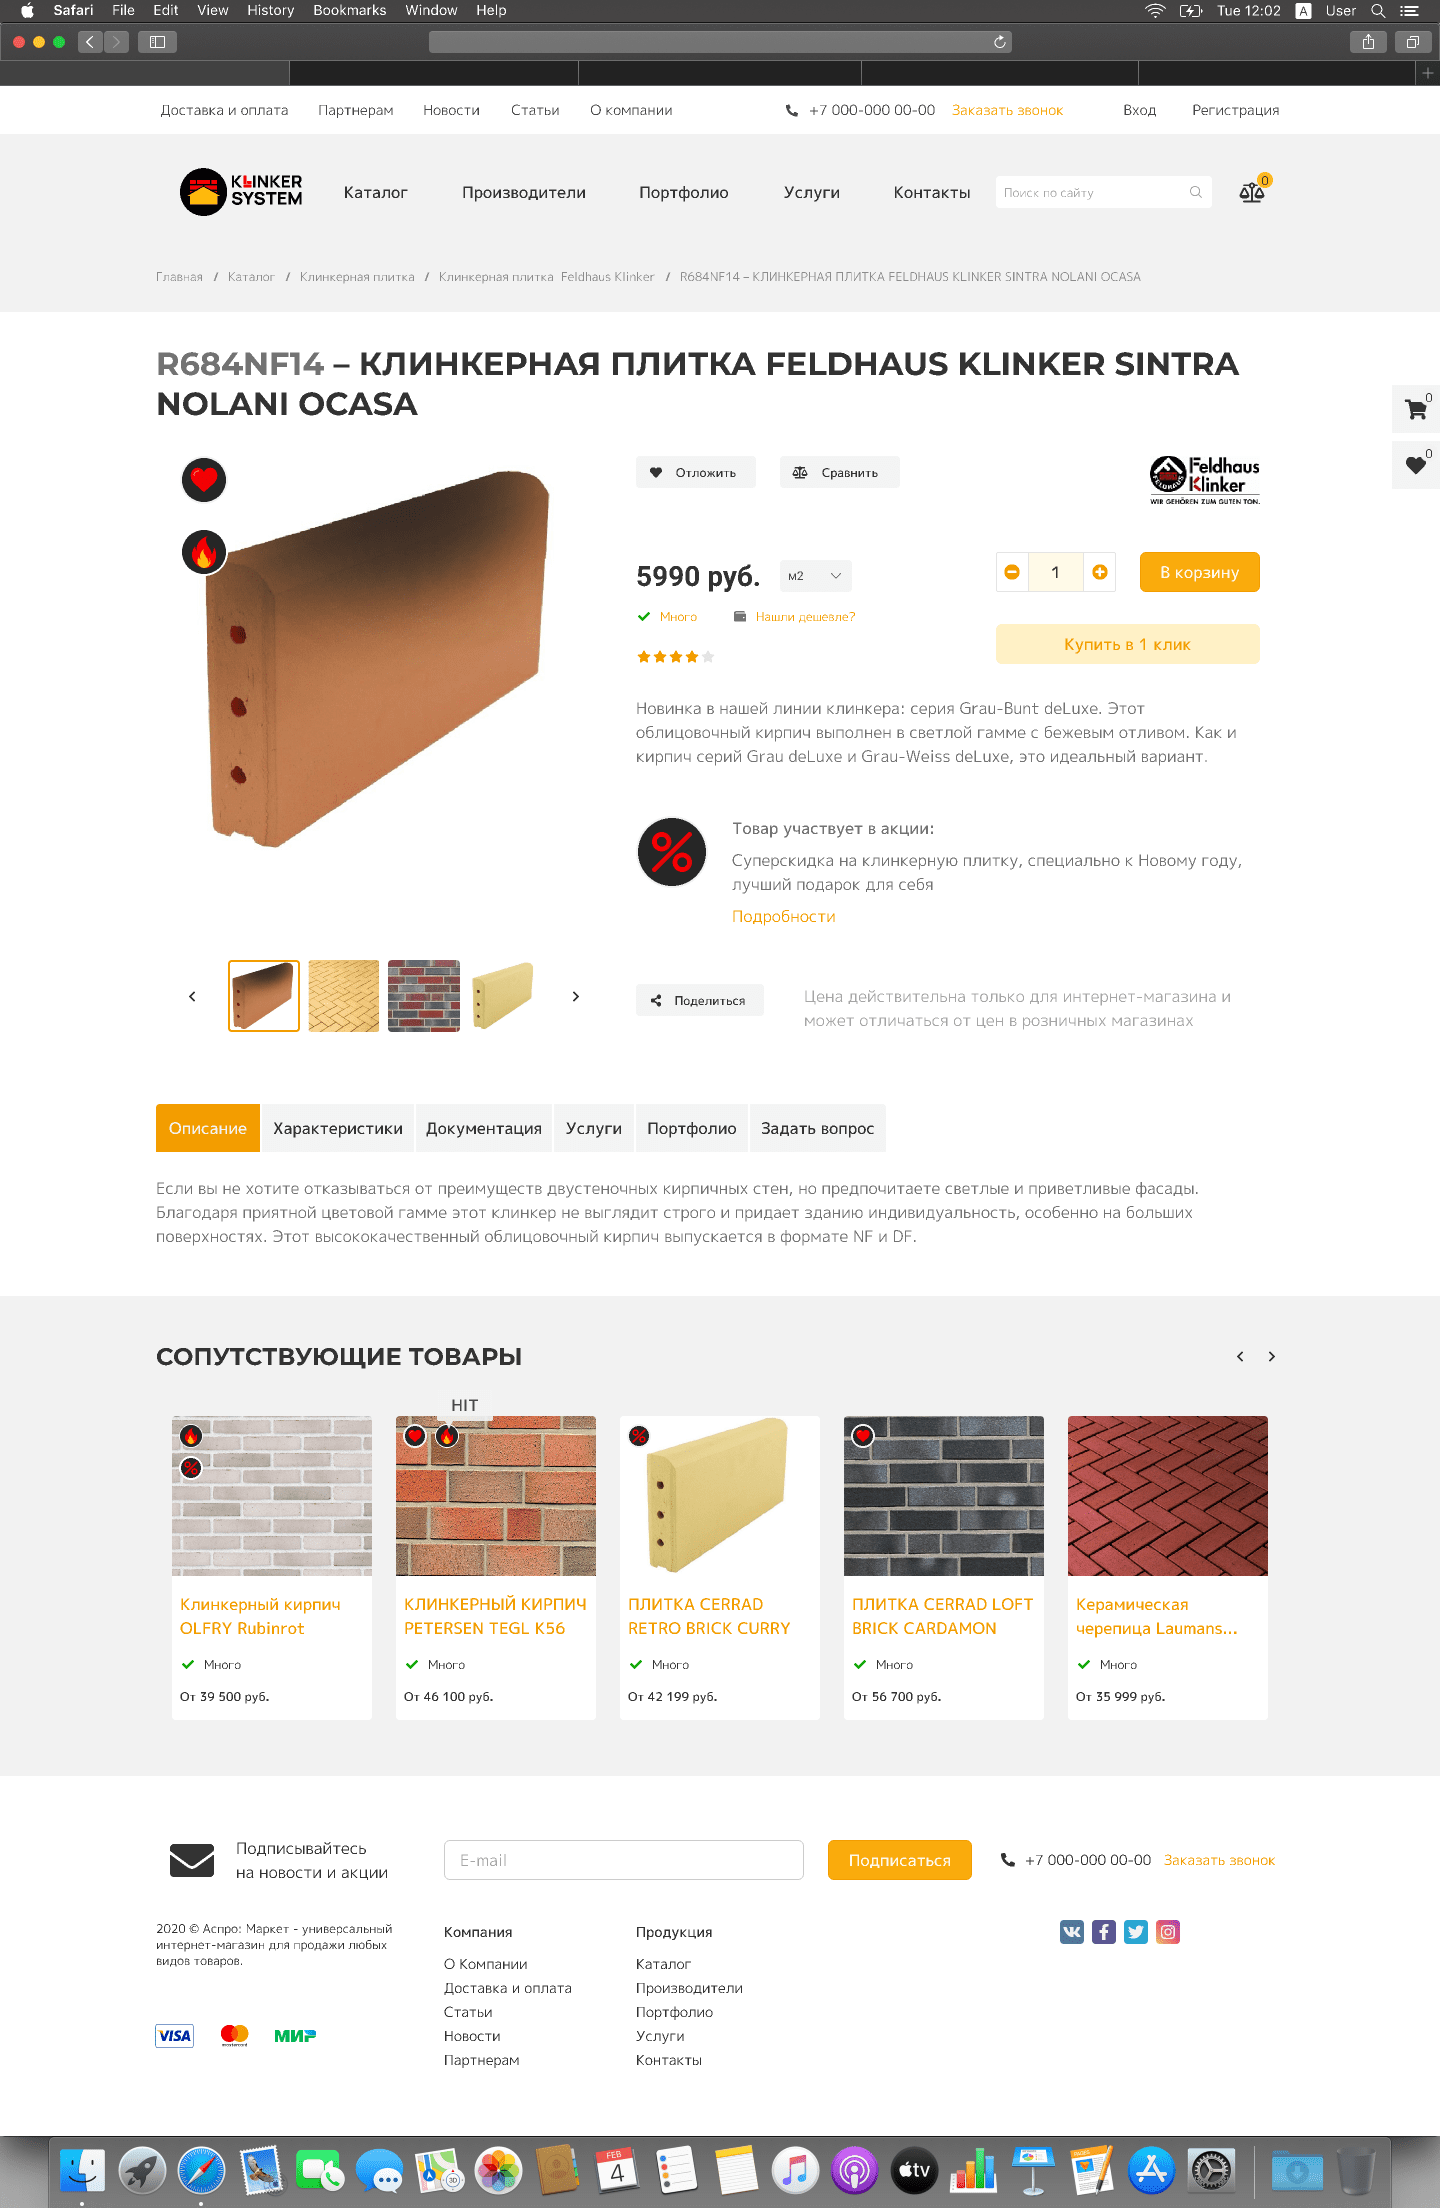 Safari File Edit View History Bookmarks Window Help
Tue 12:02 A User
Доставка и оплата Партнерам Новости Статьи О компании +7 000-000 00-00 Заказать звонок Вход Регистрация
KLINKER
SYSTEM
Каталог Производители Портфолио Услуги Контакты Поиск по сайту 0
Главная / Каталог / Клинкерная плитка / Клинкерная плитка Feldhaus Klinker / R684NF14 – КЛИНКЕРНАЯ ПЛИТКА FELDHAUS KLINKER SINTRA NOLANI OCASA
R684NF14 – КЛИНКЕРНАЯ ПЛИТКА FELDHAUS KLINKER SINTRA
NOLANI OCASA
0
0
Отложить Сравнить
Feldhaus
Klinker
FELDHAUS
WIR GEHÖREN ZUM GUTEN TON.
5990 руб. м2 1 В корзину
Много Нашли дешевле?
Купить в 1 клик
Новинка в нашей линии клинкера: серия Grau-Bunt deLuxe. Этот
облицовочный кирпич выполнен в светлой гамме с бежевым отливом. Как и
кирпич серий Grau deLuxe и Grau-Weiss deLuxe, это идеальный вариант.
Товар участвует в акции:
Суперскидка на клинкерную плитку, специально к Новому году,
лучший подарок для себя
Подробности
Поделиться
Цена действительна только для интернет-магазина и
может отличаться от цен в розничных магазинах
Описание Характеристики Документация Услуги Портфолио Задать вопрос
Если вы не хотите отказываться от преимуществ двустеночных кирпичных стен, но предпочитаете светлые и приветливые фасады.
Благодаря приятной цветовой гамме этот клинкер не выглядит строго и придает зданию индивидуальность, особенно на больших
поверхностях. Этот высококачественный облицовочный кирпич выпускается в формате NF и DF.
СОПУТСТВУЮЩИЕ ТОВАРЫ
HIT
Клинкерный кирпич
OLFRY Rubinrot
Много
От 39 500 руб.
КЛИНКЕРНЫЙ КИРПИЧ
PETERSEN TEGL K56
Много
От 46 100 руб.
ПЛИТКА CERRAD
RETRO BRICK CURRY
Много
От 42 199 руб.
ПЛИТКА CERRAD LOFT
BRICK CARDAMON
Много
От 56 700 руб.
Керамическая
черепица Laumans...
Много
От 35 999 руб.
Подписывайтесь
на новости и акции
E-mail
Подписаться
+7 000-000 00-00 Заказать звонок
2020 © Аспро: Маркет - универсальный
интернет-магазин для продажи любых
видов товаров.
VISA mastercard МИР
Компания
О Компании
Доставка и оплата
Статьи
Новости
Партнерам
Продукция
Каталог
Производители
Портфолио
Услуги
Контакты
3D
FEB
4
tv